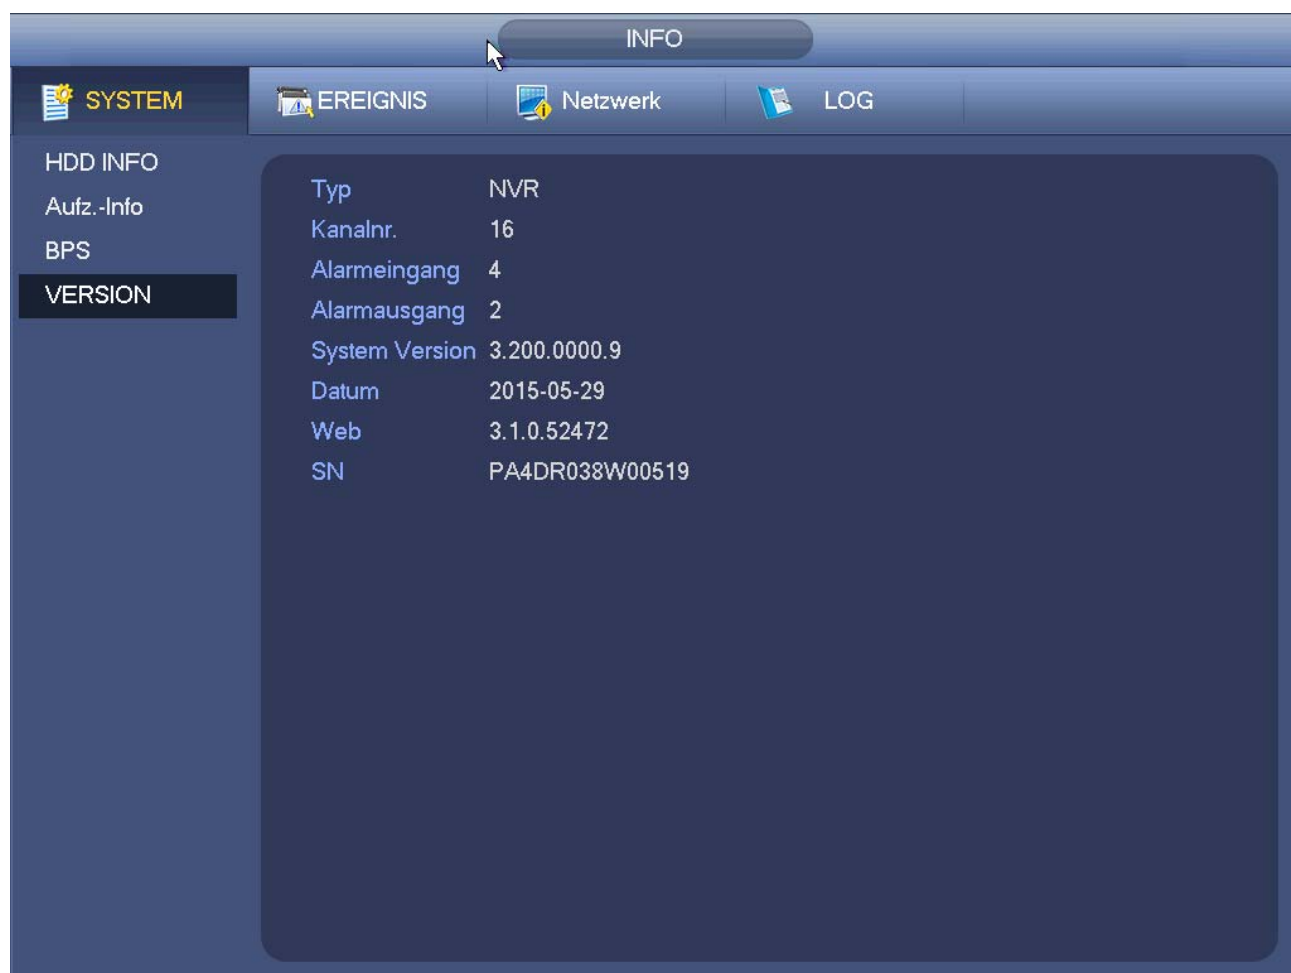 INFO
SYSTEM EREIGNIS Netzwerk LOG
HDD INFO
Aufz.-Info
BPS
VERSION
Typ NVR
Kanalnr. 16
Alarmeingang 4
Alarmausgang 2
System Version 3.200.0000.9
Datum 2015-05-29
Web 3.1.0.52472
SN PA4DR038W00519